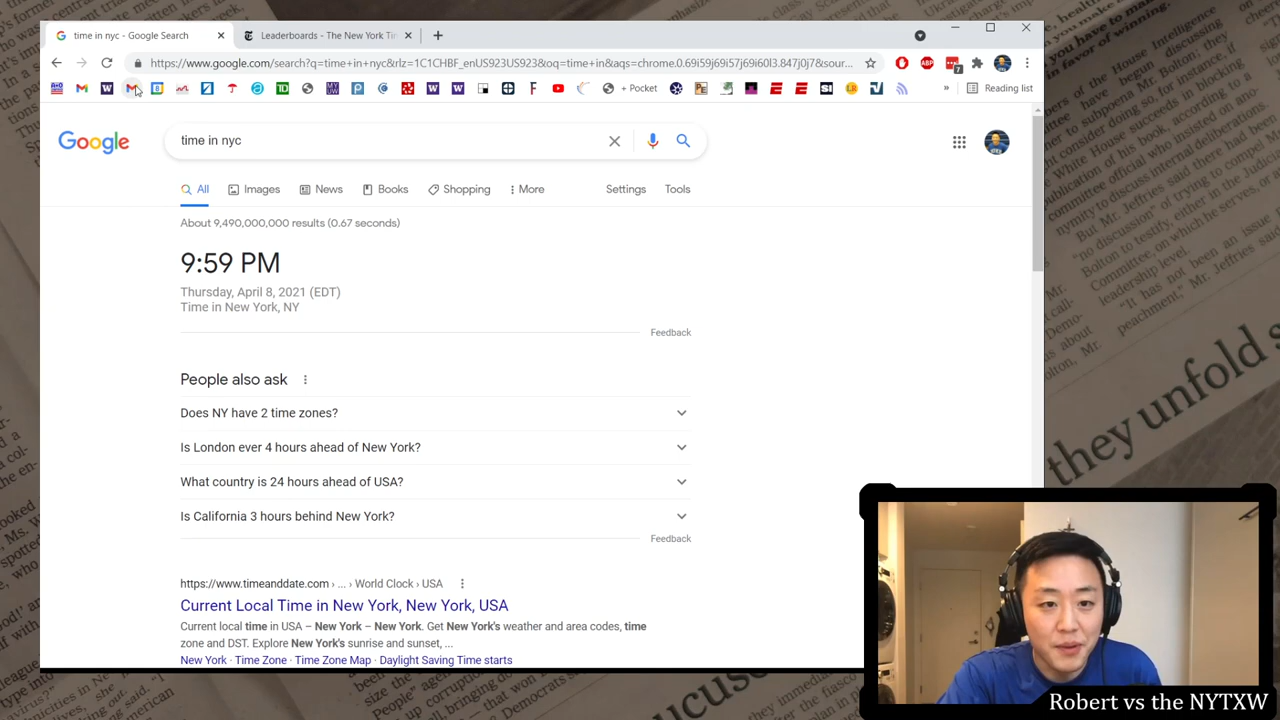 time in nyc - Google Search
Leaderboards - The New York Tim
https://www.google.com/search?q=time+in+nyc&rlz=1C1CHBF_enUS923US923&oq=time+in&aqs=chrome.0.69i59j69i57j69i60l3.847j0j7&sour...
+ Pocket
Reading list
Google
time in nyc
All
Images
News
Books
Shopping
More
Settings
Tools
About 9,490,000,000 results (0.67 seconds)
9:59 PM
Thursday, April 8, 2021 (EDT)
Time in New York, NY
Feedback
People also ask
Does NY have 2 time zones?
Is London ever 4 hours ahead of New York?
What country is 24 hours ahead of USA?
Is California 3 hours behind New York?
Feedback
https://www.timeanddate.com › ... › World Clock › USA
Current Local Time in New York, New York, USA
Current local time in USA – New York – New York. Get New York's weather and area codes, time
zone and DST. Explore New York's sunrise and sunset, ...
New York · Time Zone · Time Zone Map · Daylight Saving Time starts
they unfold
Robert vs the NYTXW